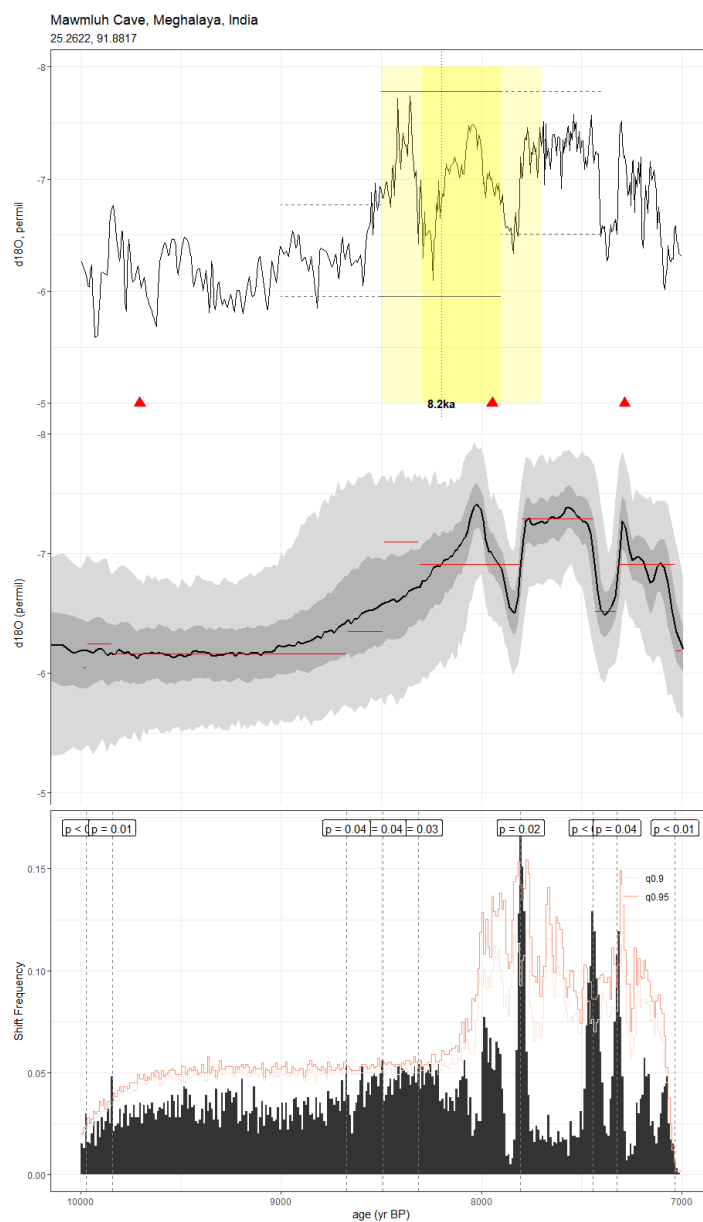 Mawmluh Cave, Meghalaya, India
25.2622, 91.8817
-8
-7
-6
-5
d18O, permil
8.2ka
-8
-7
-6
-5
d18O (permil)
p < 0 p = 0.01 p = 0.04 = 0.04 = 0.03 p = 0.02 p < p = 0.04 p < 0.01
q0.9
q0.95
0.15
0.10
0.05
0.00
Shift Frequency
10000 9000 8000 7000
age (yr BP)